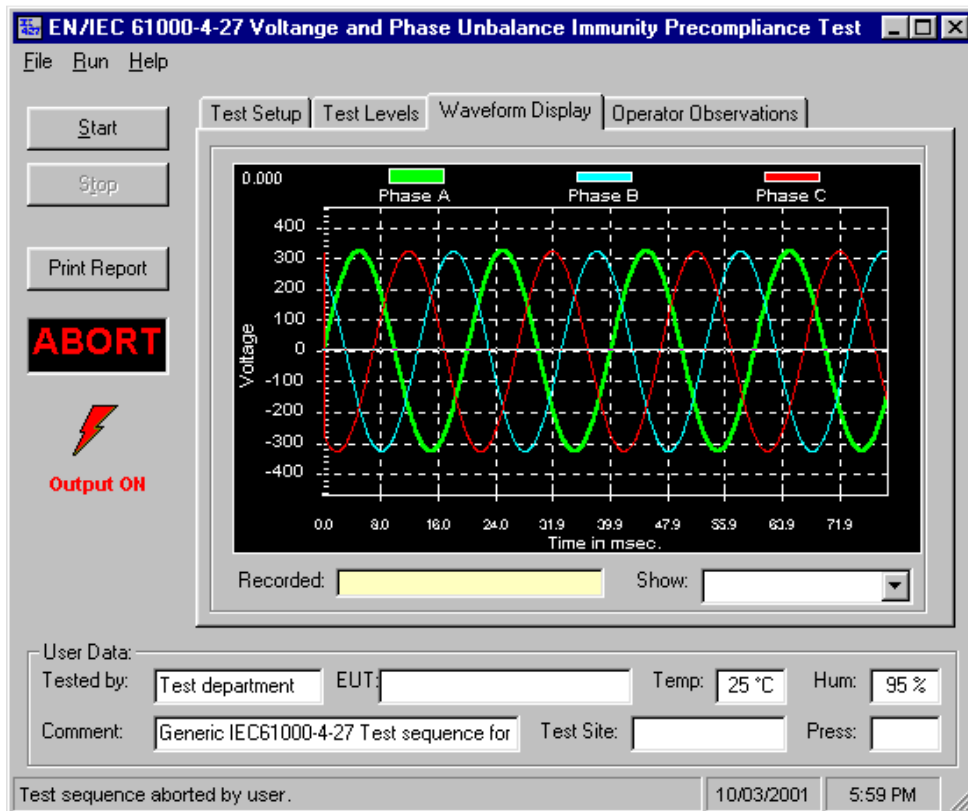 EN/IEC 61000-4-27 Voltange and Phase Unbalance Immunity Precompliance Test
File Run Help
Start
Stop
Print Report
ABORT
Output ON
Test Setup Test Levels Waveform Display Operator Observations
0.000
Phase A Phase B Phase C
Voltage
400
300
200
100
0
-100
-200
-300
-400
0.0 8.0 16.0 24.0 31.9 39.9 47.9 55.9 63.9 71.9
Time in msec.
Recorded: Show:
User Data:
Tested by: Test department EUT: Temp: 25 °C Hum: 95 %
Comment: Generic IEC61000-4-27 Test sequence for Test Site: Press:
Test sequence aborted by user. 10/03/2001 5:59 PM